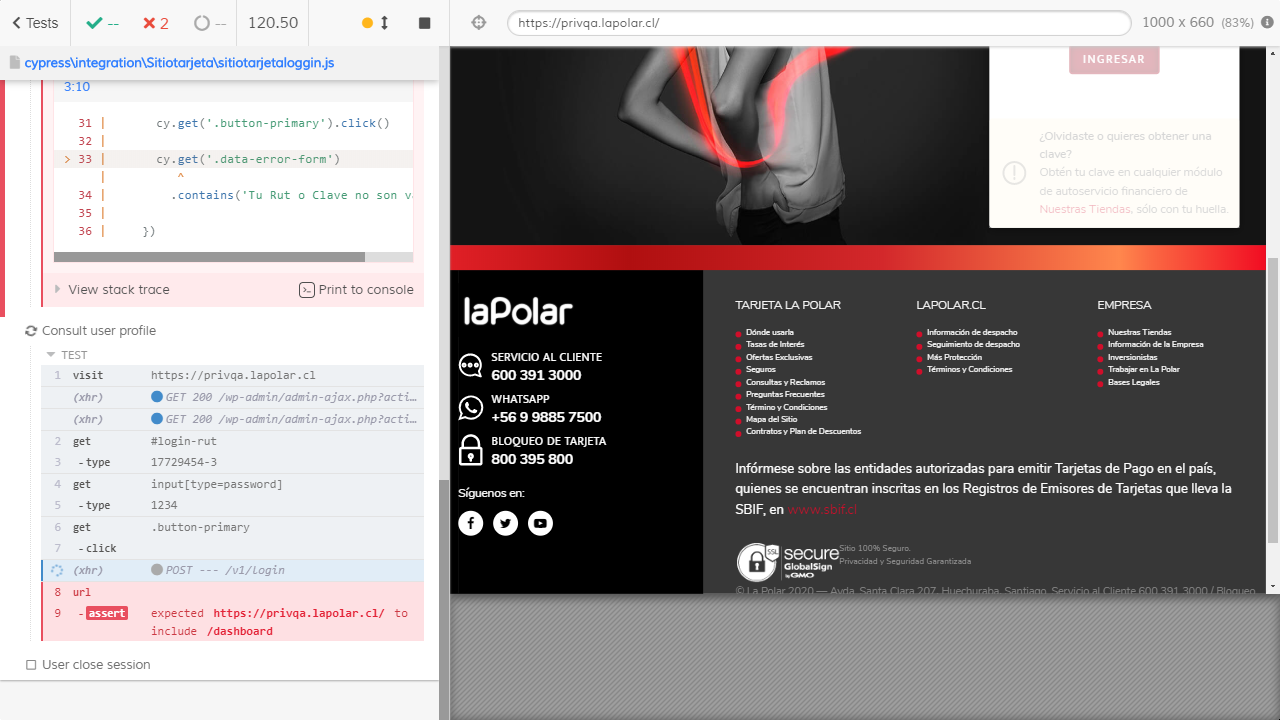 Tests
--
2
--
120.50
https://privqa.lapolar.cl/
1000 x 660 (83%)
cypress\integration\Sitiotarjeta\sitiotarjetaloggin.js
3:10
31 | cy.get('.button-primary').click()
32 |
> 33 | cy.get('.data-error-form')
| ^
34 | .contains('Tu Rut o Clave no son v
35 |
36 | })
View stack trace
Print to console
Consult user profile
TEST
1 visit https://privqa.lapolar.cl
(xhr) GET 200 /wp-admin/admin-ajax.php?acti...
(xhr) GET 200 /wp-admin/admin-ajax.php?acti...
2 get #login-rut
3 -type 17729454-3
4 get input[type=password]
5 -type 1234
6 get .button-primary
7 -click
(xhr) POST --- /v1/login
8 url
9 -assert expected https://privqa.lapolar.cl/ to
include /dashboard
User close session
INGRESAR
¿Olvidaste o quieres obtener una
clave?
Obtén tu clave en cualquier módulo
de autoservicio financiero de
Nuestras Tiendas, sólo con tu huella.
laPolar
SERVICIO AL CLIENTE
600 391 3000
WHATSAPP
+56 9 9885 7500
BLOQUEO DE TARJETA
800 395 800
Síguenos en:
TARJETA LA POLAR
Dónde usarla
Tasas de Interés
Ofertas Exclusivas
Seguros
Consultas y Reclamos
Preguntas Frecuentes
Término y Condiciones
Mapa del Sitio
Contratos y Plan de Descuentos
LAPOLAR.CL
Información de despacho
Seguimiento de despacho
Más Protección
Términos y Condiciones
EMPRESA
Nuestras Tiendas
Información de la Empresa
Inversionistas
Trabajar en La Polar
Bases Legales
Infórmese sobre las entidades autorizadas para emitir Tarjetas de Pago en el país,
quienes se encuentran inscritas en los Registros de Emisores de Tarjetas que lleva la
SBIF, en www.sbif.cl
SSL
secure
GlobalSign
by GMO
Sitio 100% Seguro.
Privacidad y Seguridad Garantizada
© La Polar 2020 — Avda. Santa Clara 207, Huechuraba, Santiago. Servicio al Cliente 600 391 3000 / Bloqueo